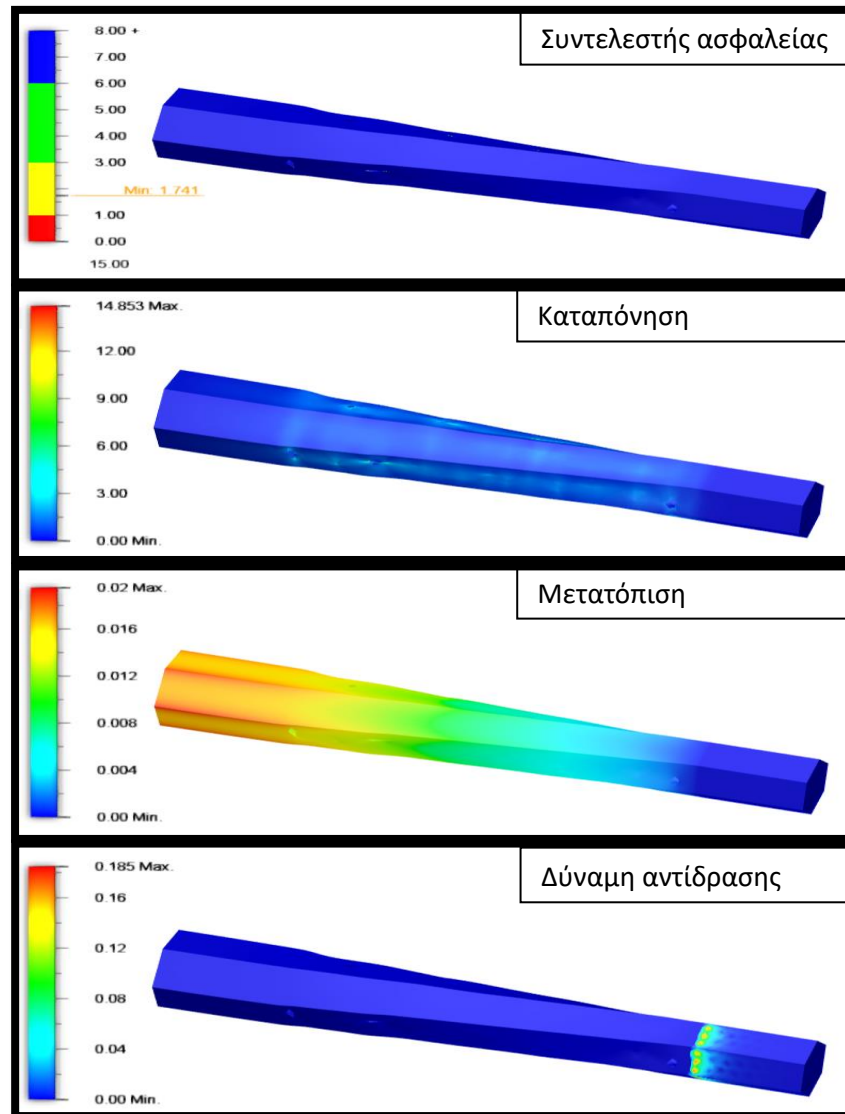 Συντελεστής ασφαλείας
8.00 +
7.00
6.00
5.00
4.00
3.00
Min: 1.741
1.00
0.00
15.00
Καταπόνηση
14.853 Max.
12.00
9.00
6.00
3.00
0.00 Min.
Μετατόπιση
0.02 Max.
0.016
0.012
0.008
0.004
0.00 Min.
Δύναμη αντίδρασης
0.185 Max.
0.16
0.12
0.08
0.04
0.00 Min.